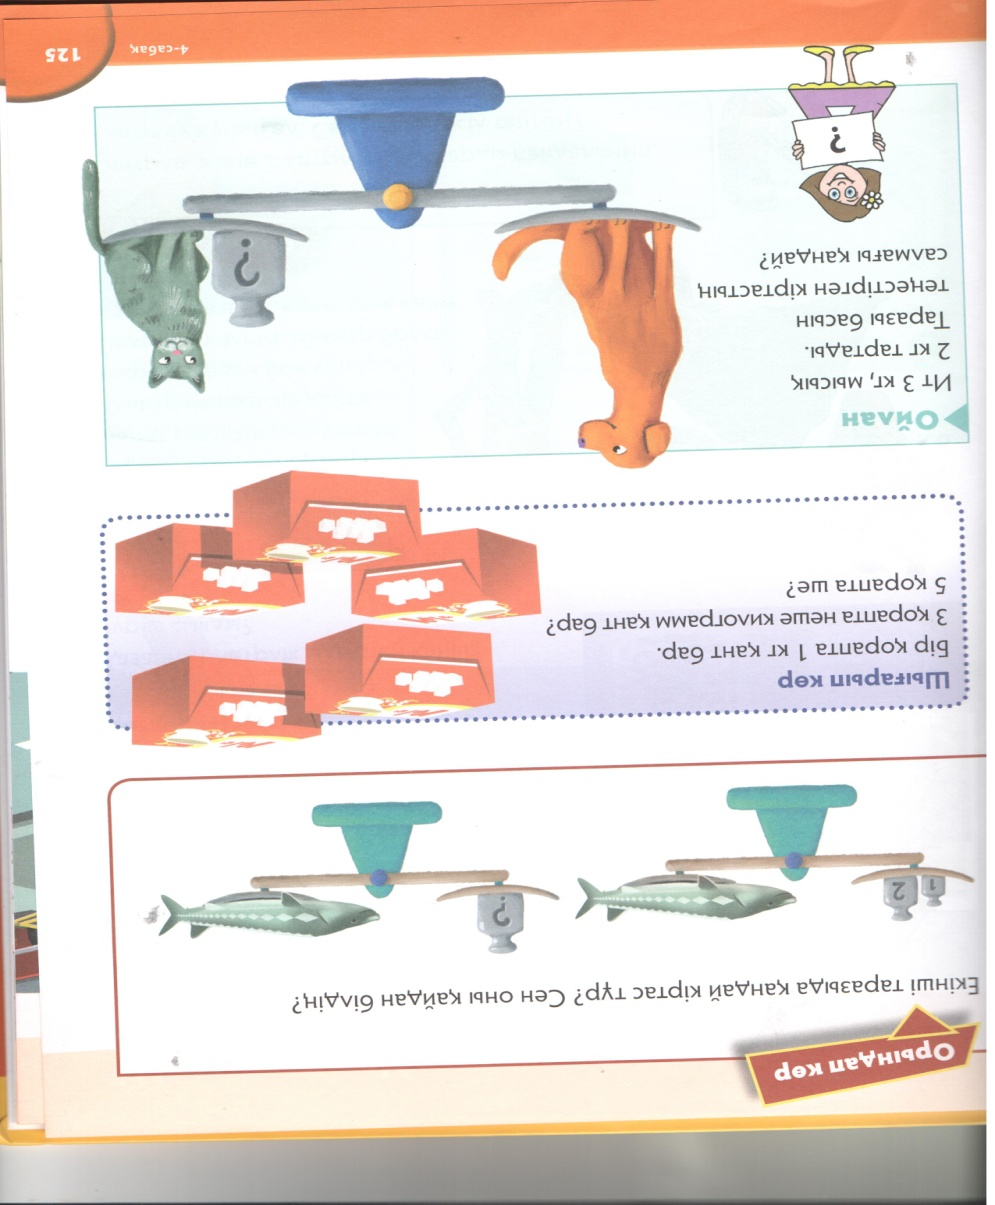 Орындап көр
Екінші таразыда қандай кіртас тұр? Сен оны қайдан білдің?
1
2
?
Шығарып көр
Бір қорапта 1 кг қант бар.
3 қорапта неше килограмм қант бар?
5 қорапта ше?
Ойлан
Ит 3 кг, мысық
2 кг тартады.
Таразы басын
теңестірген кіртастың
салмағы қандай?
?
?
4-сабақ
125